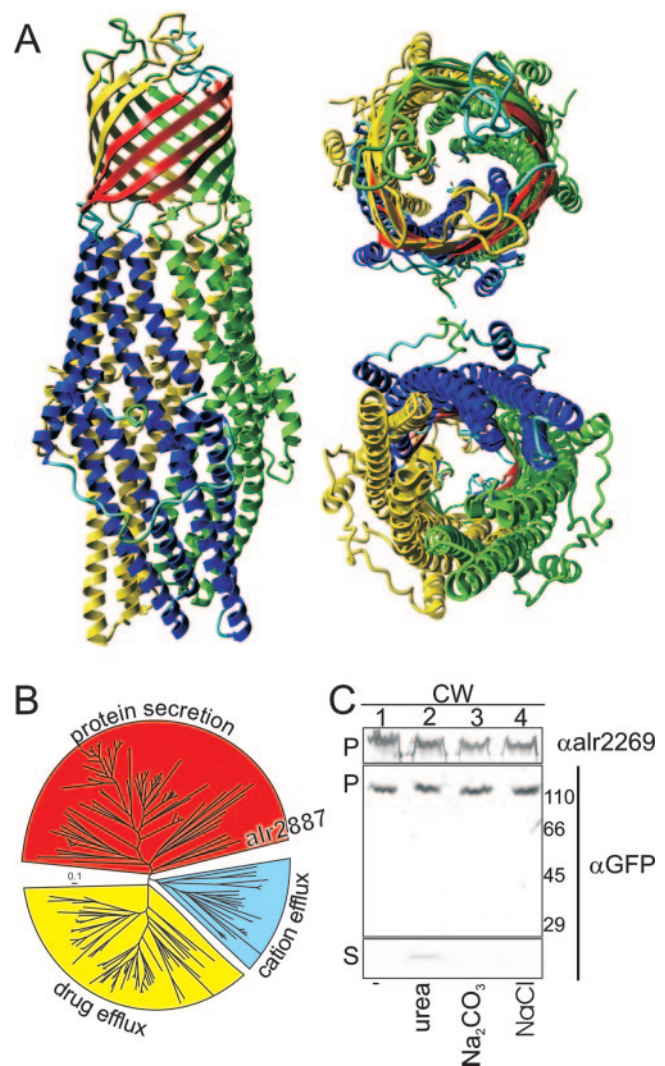 A
B
protein secretion
alr2887
0.1
cation efflux
drug efflux
C
CW
1 2 3 4
P
αalr2269
P
110
66
45
29
αGFP
S
-
urea
Na₂CO₃
NaCl